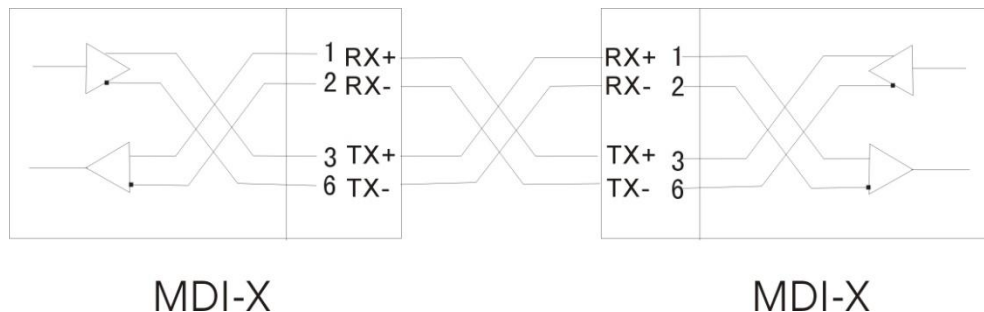 1 RX+ RX+ 1
2 RX- RX- 2
3 TX+ TX+ 3
6 TX- TX- 6
MDI-X MDI-X